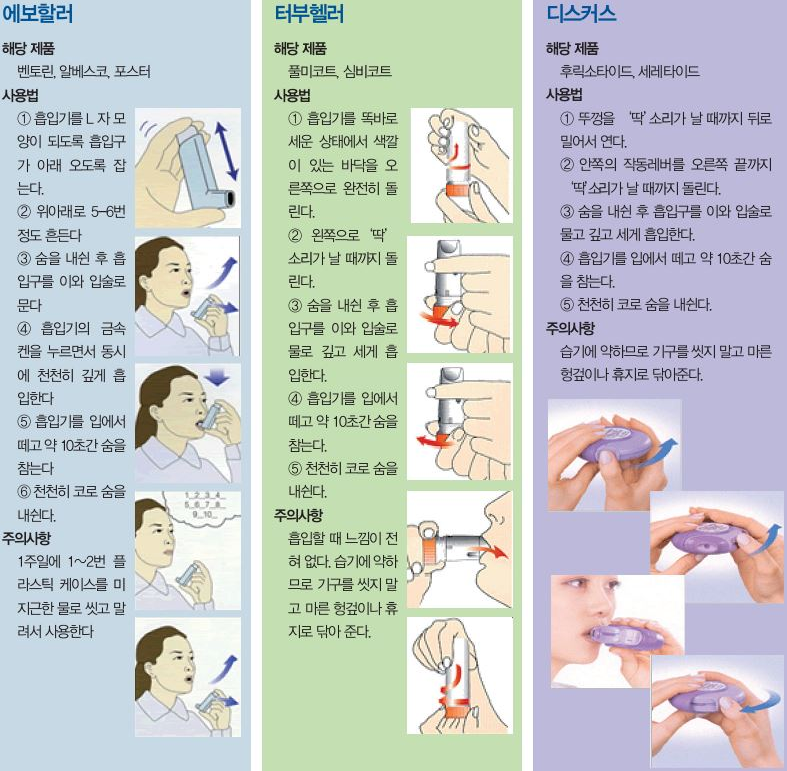 에보할러
해당 제품
벤토린, 알베스코, 포스터
사용법
① 흡입기를 L 자 모
양이 되도록 흡입구
가 아래 오도록 잡
는다.
② 위아래로 5-6번
정도 흔든다
③ 숨을 내쉰 후 흡
입구를 이와 입술로
문다
④ 흡입기의 금속
켄을 누르면서 동시
에 천천히 깊게 흡
입한다
⑤ 흡입기를 입에서
떼고 약 10초간 숨을
참는다
⑥ 천천히 코로 숨을
내쉰다.
주의사항
1주일에 1~2번 플
라스틱 케이스를 미
지근한 물로 씻고 말
려서 사용한다
1..2..3..4..
5..6..7..8..
9...10...
터부헬러
해당 제품
풀미코트, 심비코트
사용법
① 흡입기를 똑바로
세운 상태에서 색깔
이 있는 바닥을 오
른쪽으로 완전히 돌
린다.
② 왼쪽으로 ‘딱’
소리가 날 때까지 돌
린다.
③ 숨을 내쉰 후 흡
입구를 이와 입술로
물로 깊고 세게 흡
입한다.
④ 흡입기를 입에서
떼고 약 10초간 숨을
참는다.
⑤ 천천히 코로 숨을
내쉰다.
주의사항
흡입할 때 느낌이 전
혀 없다. 습기에 약하
므로 기구를 씻지 말
고 마른 헝겊이나 휴
지로 닦아 준다.
디스커스
해당 제품
후릭소타이드, 세레타이드
사용법
① 뚜껑을 ‘딱’ 소리가 날 때까지 뒤로
밀어서 연다.
② 안쪽의 작동레버를 오른쪽 끝까지
‘딱’소리가 날 때까지 돌린다.
③ 숨을 내쉰 후 흡입구를 이와 입술로
물고 깊고 세게 흡입한다.
④ 흡입기를 입에서 떼고 약 10초간 숨
을 참는다.
⑤ 천천히 코로 숨을 내쉰다.
주의사항
습기에 약하므로 기구를 씻지 말고 마른
헝겊이나 휴지로 닦아준다.